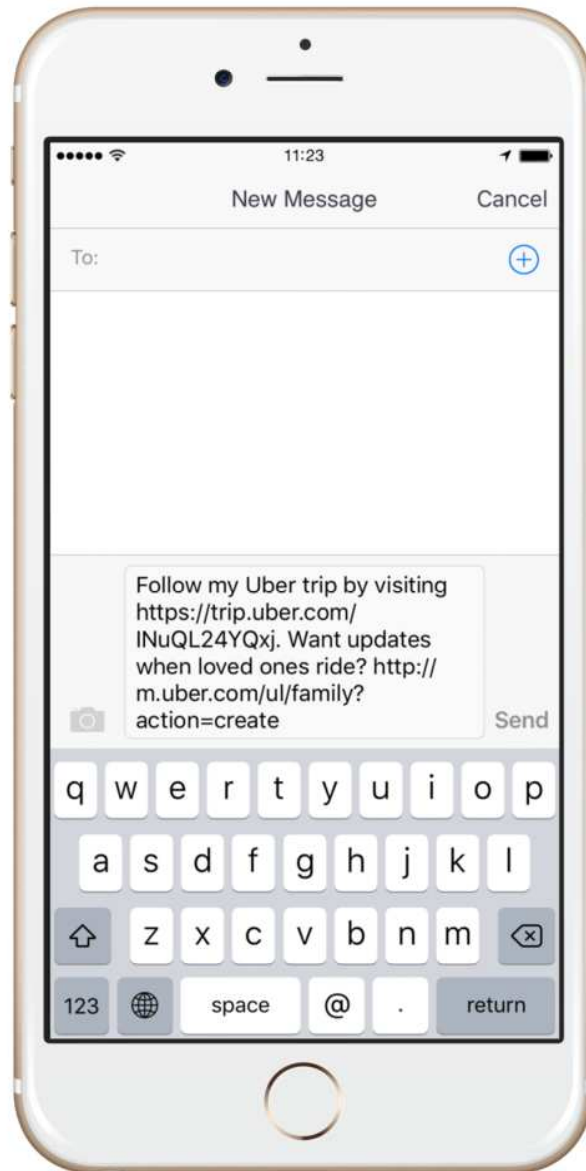 11:23
New Message Cancel
To:
Follow my Uber trip by visiting
https://trip.uber.com/
INuQL24YQxj. Want updates
when loved ones ride? http://
m.uber.com/ul/family?
action=create
Send
q w e r t y u i o p
a s d f g h j k l
z x c v b n m
123 space @ . return